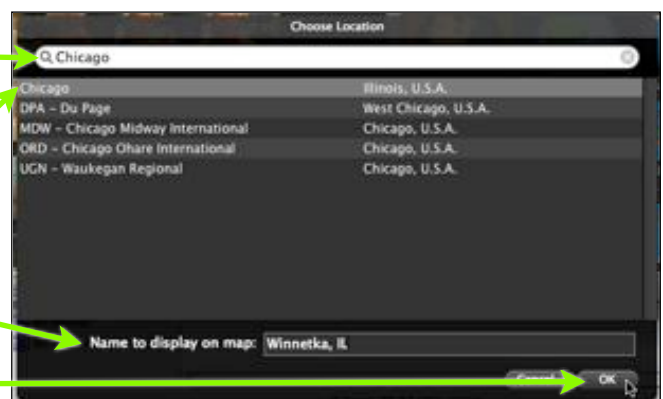 Choose Location
Chicago
Chicago Illinois, U.S.A.
DPA – Du Page West Chicago, U.S.A.
MDW – Chicago Midway International Chicago, U.S.A.
ORD – Chicago Ohare International Chicago, U.S.A.
UGN – Waukegan Regional Chicago, U.S.A.
Name to display on map: Winnetka, IL
Cancel OK